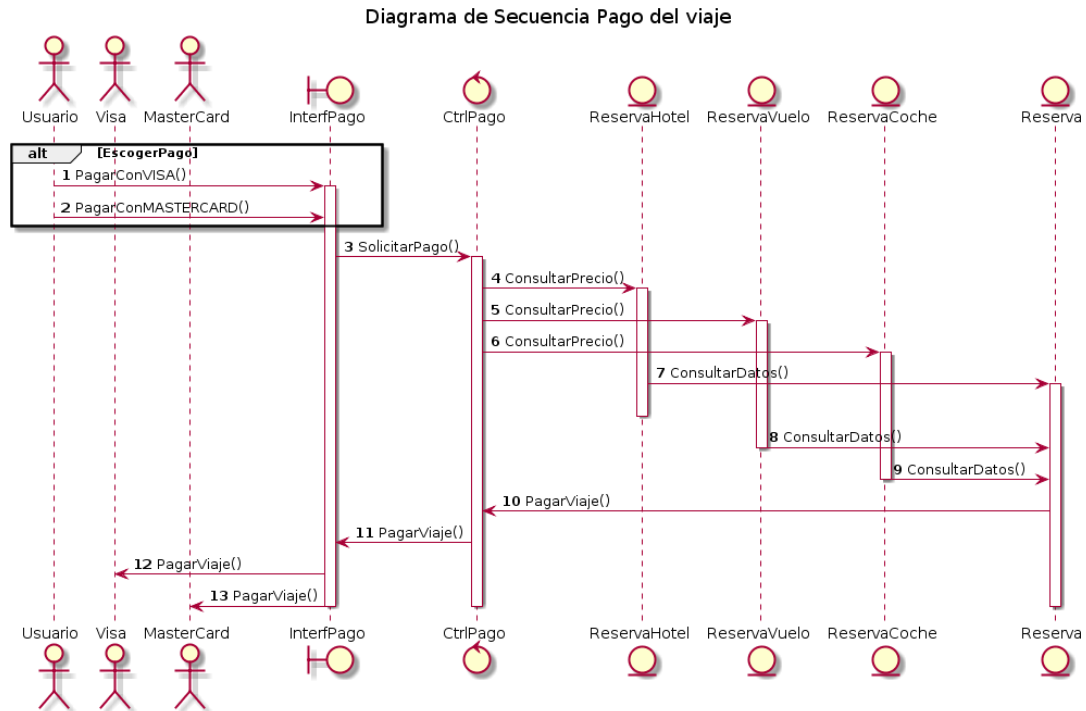 Diagrama de Secuencia Pago del viaje
Usuario Visa MasterCard InterfPago CtrlPago ReservaHotel ReservaVuelo ReservaCoche Reserva
alt [EscogerPago]
1 PagarConVISA()
2 PagarConMASTERCARD()
3 SolicitarPago()
4 ConsultarPrecio()
5 ConsultarPrecio()
6 ConsultarPrecio()
7 ConsultarDatos()
8 ConsultarDatos()
9 ConsultarDatos()
10 PagarViaje()
11 PagarViaje()
12 PagarViaje()
13 PagarViaje()
Usuario Visa MasterCard InterfPago CtrlPago ReservaHotel ReservaVuelo ReservaCoche Reserva